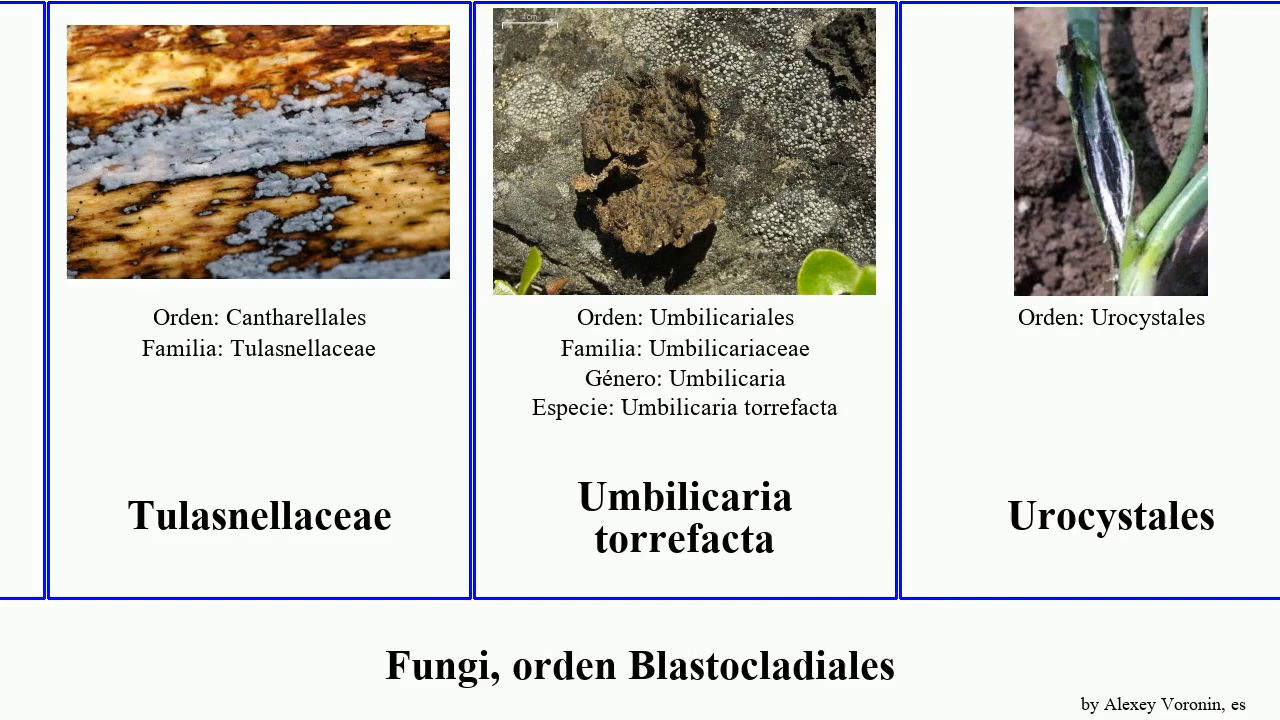 Orden: Cantharellales
Familia: Tulasnellaceae
Tulasnellaceae
Orden: Umbilicariales
Familia: Umbilicariaceae
Género: Umbilicaria
Especie: Umbilicaria torrefacta
Umbilicaria
torrefacta
Orden: Urocystales
Urocystales
Fungi, orden Blastocladiales
by Alexey Voronin, es